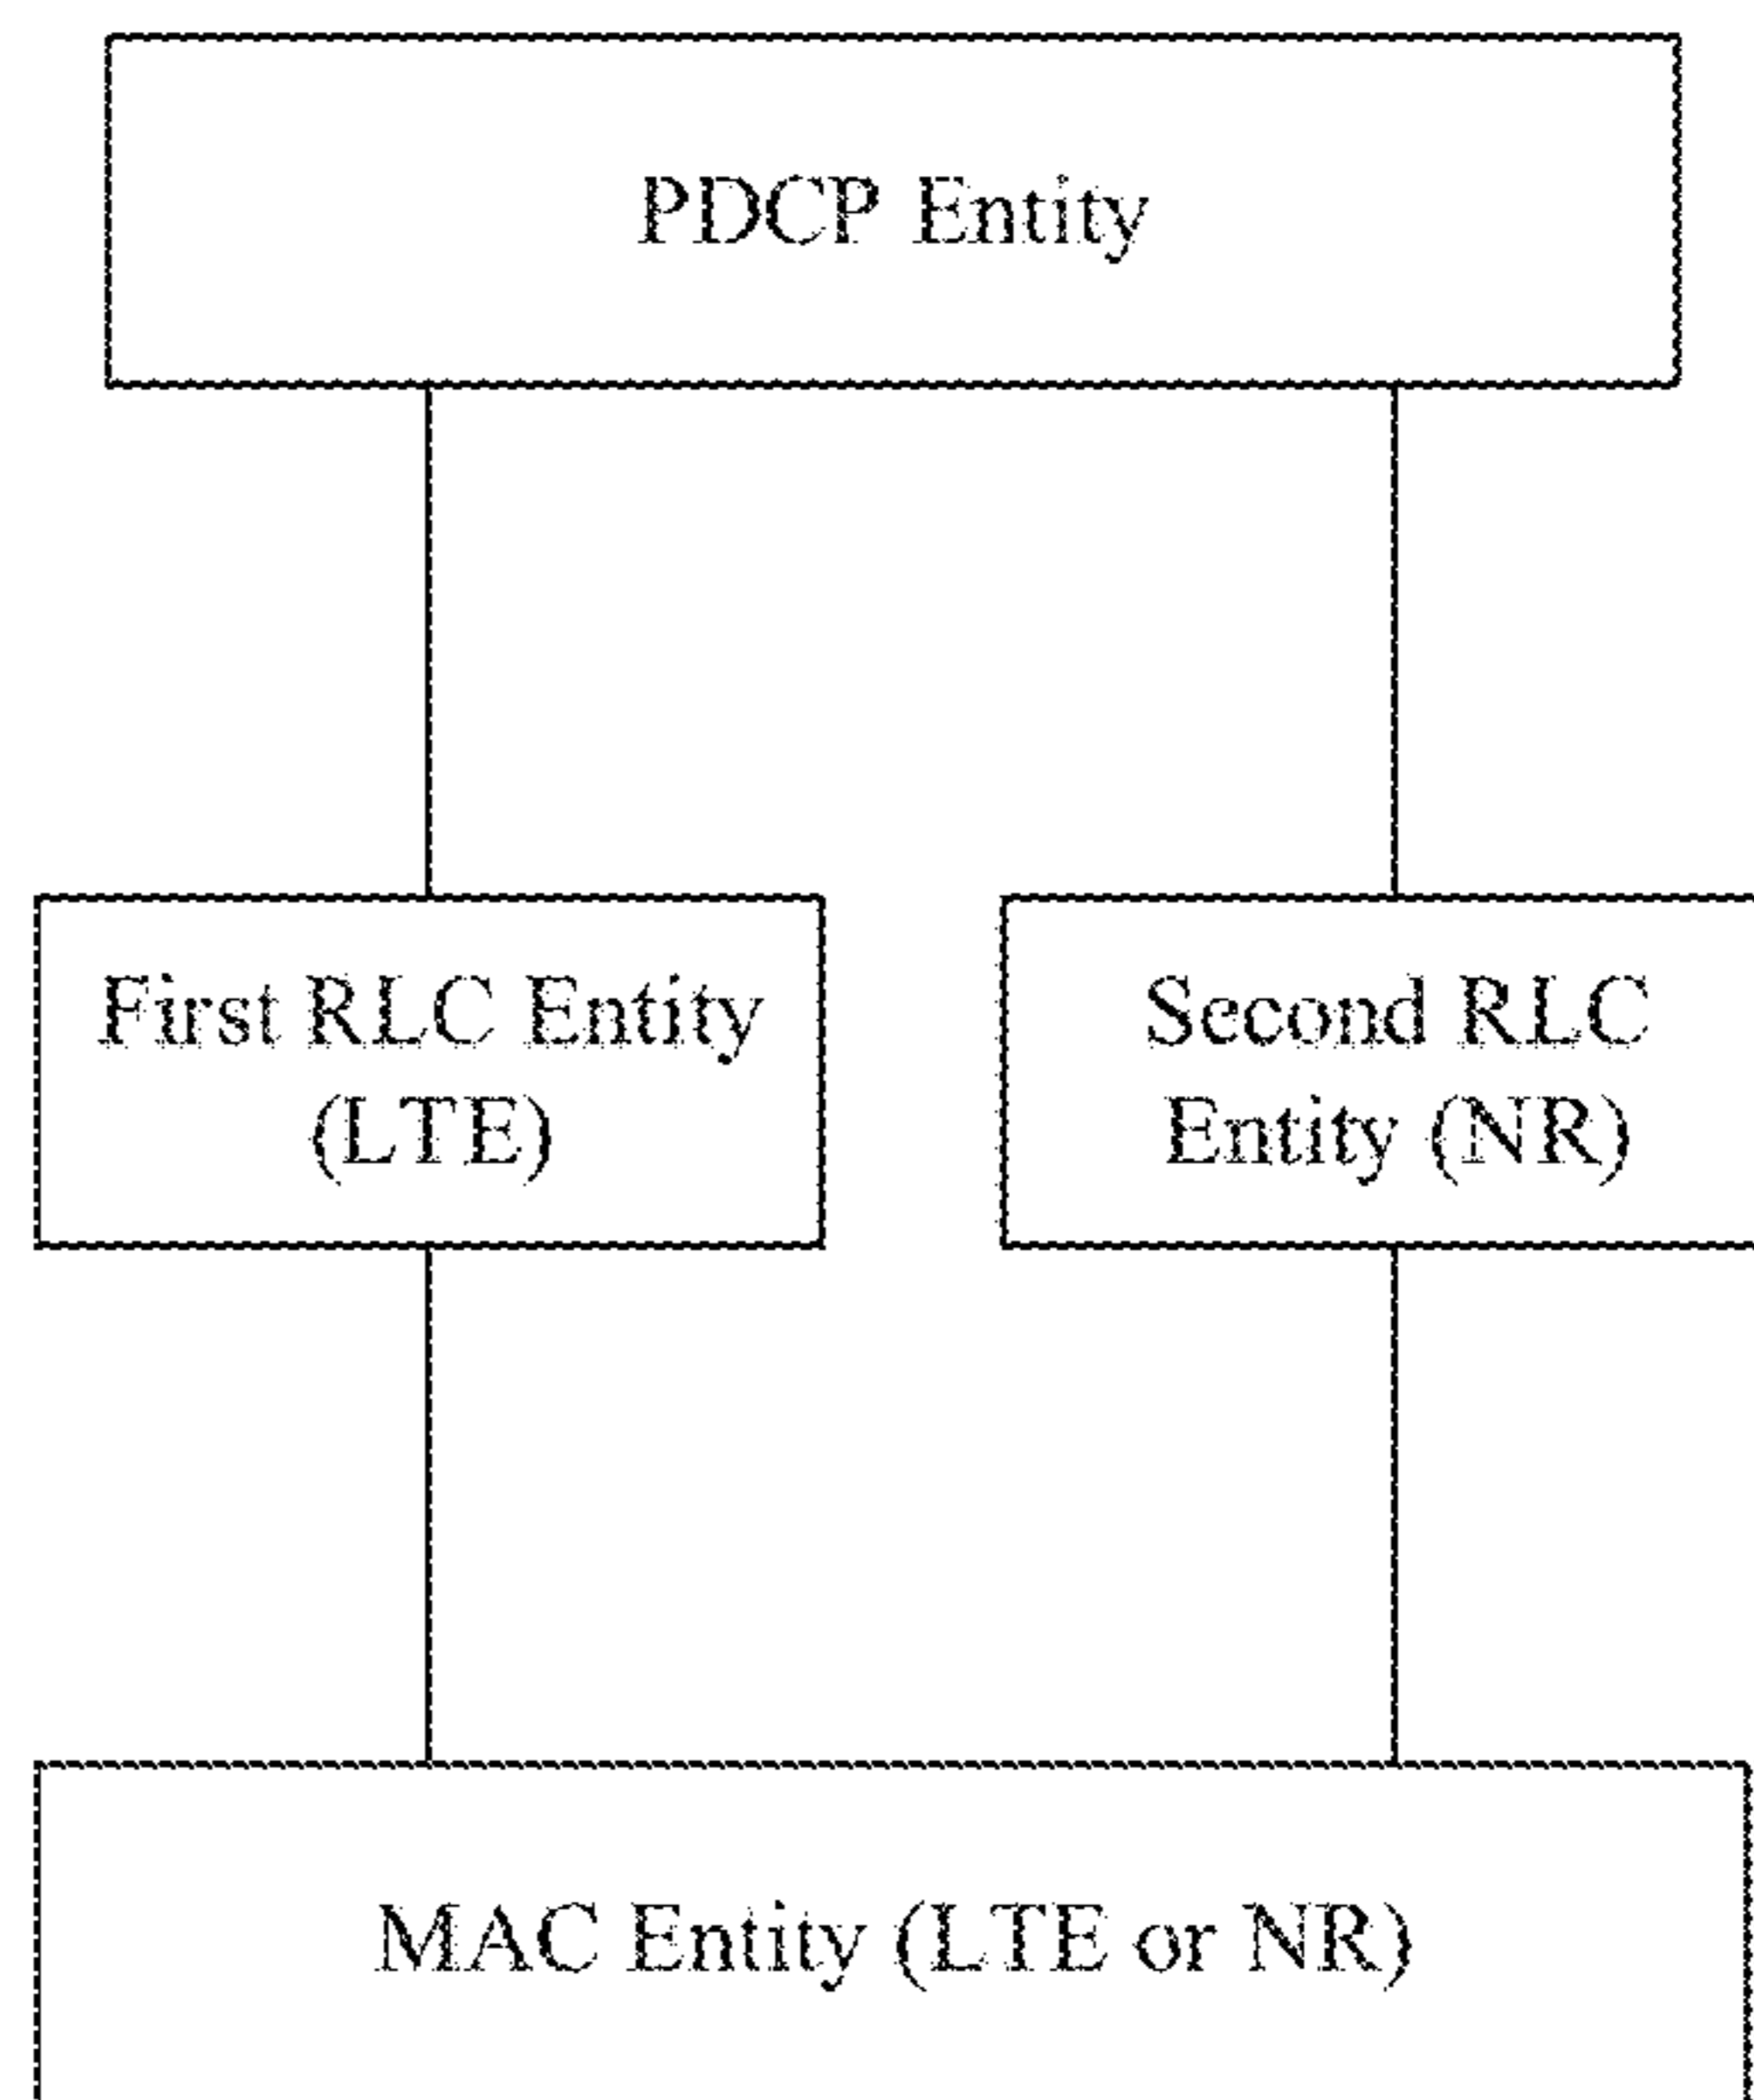 PDCP Entity
First RLC Entity
(LTE)
Second RLC
Entity (NR)
MAC Entity (LTE or NR)